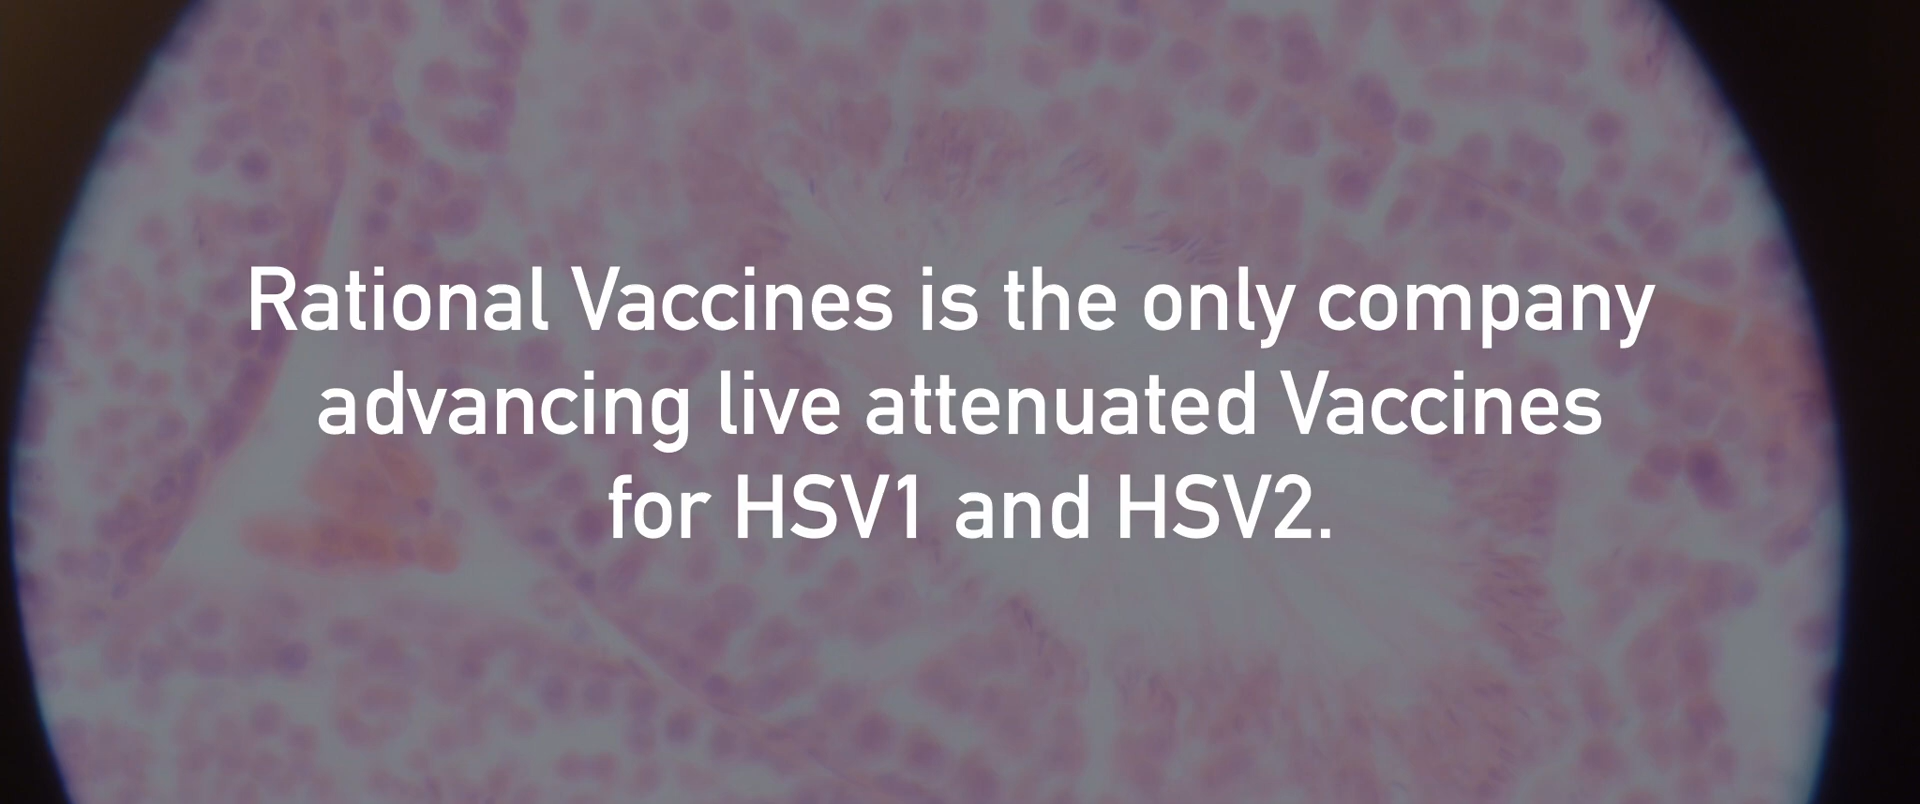 Rational Vaccines is the only company
advancing live attenuated Vaccines
for HSV1 and HSV2.